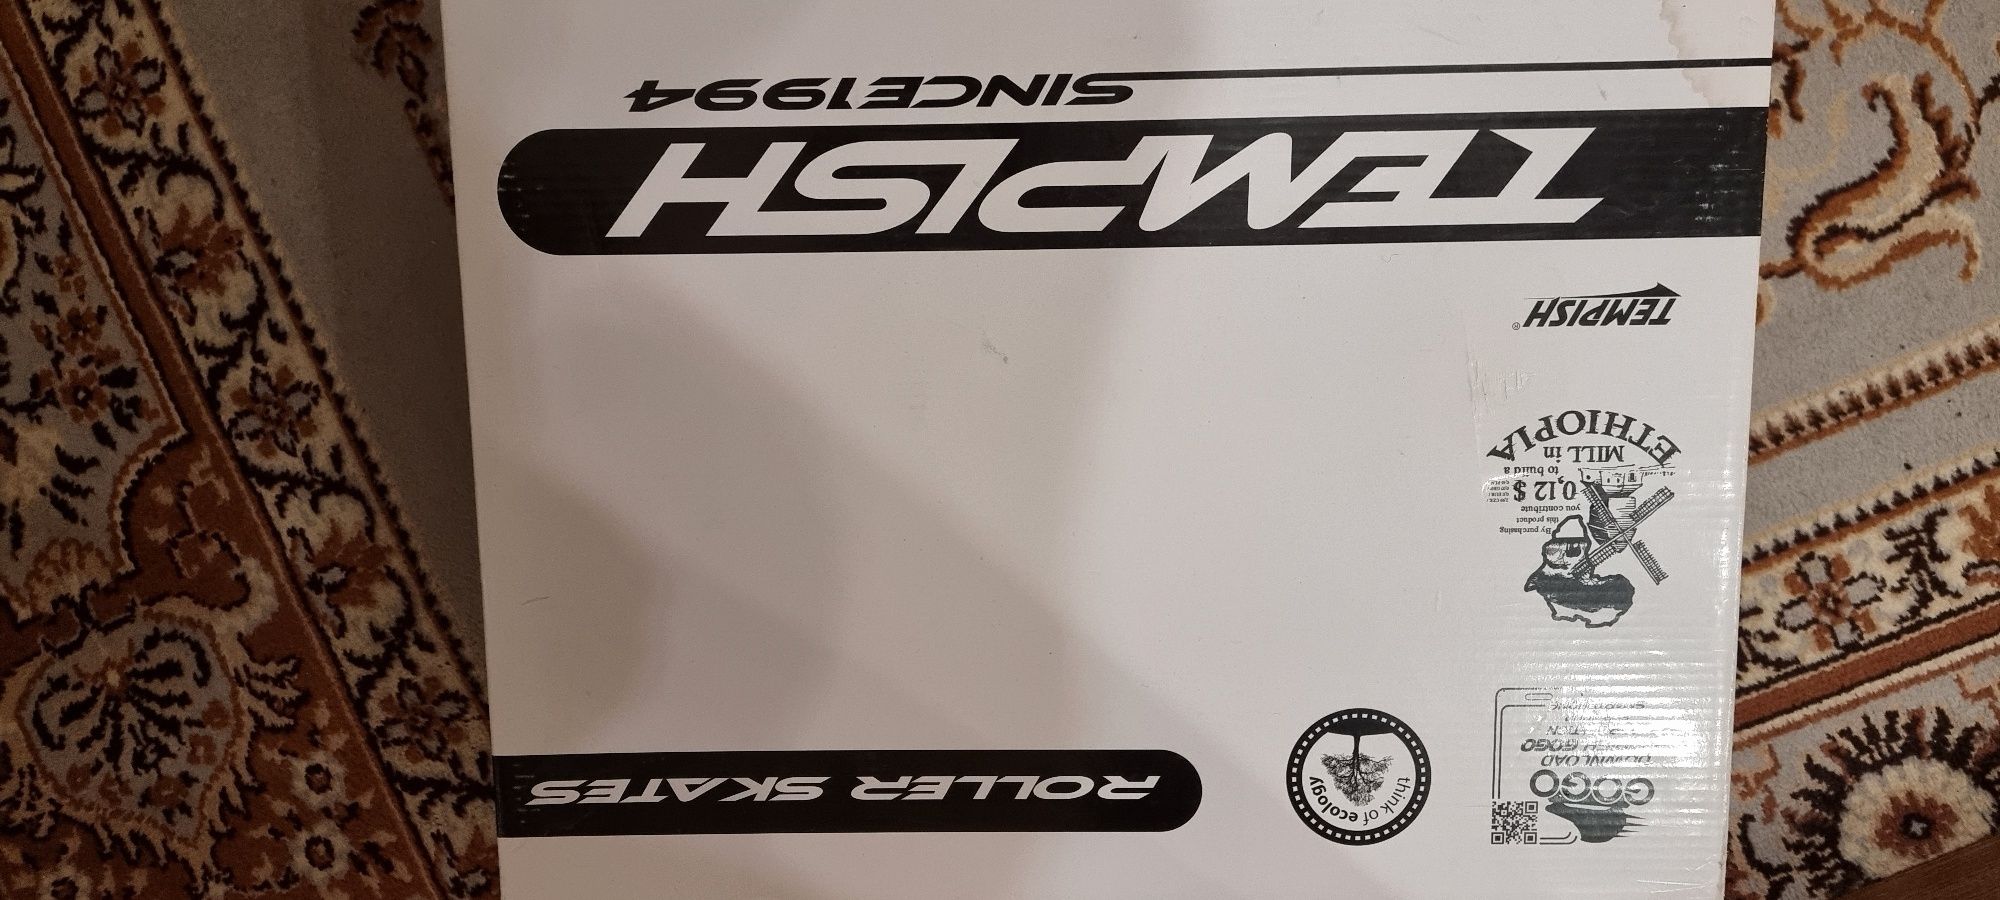 GOGO
DOWNLOAD
GOGO
think of ecology
ROLLER SKATES
By purchasing
this product
you contribute
0,12 $
to build a
MILL in
ETHIOPIA
TEMPISH®
TEMPISH
SINCE1994